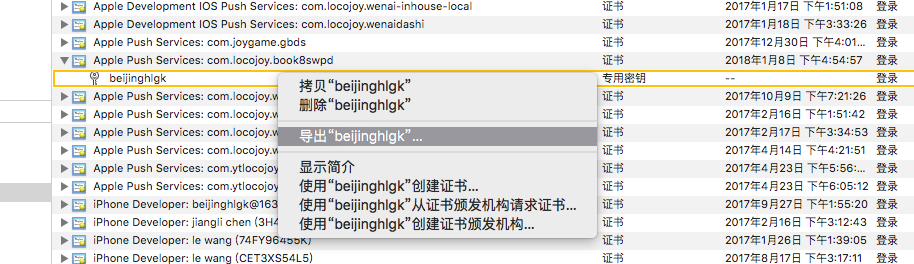 Apple Development IOS Push Services: com.locojoy.wenai-inhouse-local 证书 2017年1月17日 下午1:51:08 登录
Apple Development IOS Push Services: com.locojoy.wenaidashi 证书 2017年1月18日 下午3:33:26 登录
Apple Push Services: com.joygame.gbds 证书 2017年12月30日 下午4:01... 登录
Apple Push Services: com.locojoy.book8swpd 证书 2018年1月8日 下午4:54:57 登录
beijinghlgk 专用密钥 -- 登录
Apple Push Services: com.locojoy.w 证书 2017年10月9日 下午7:21:26 登录
Apple Push Services: com.locojoy.w 证书 2017年2月16日 下午1:51:42 登录
Apple Push Services: com.locojoy.w 证书 2017年2月17日 下午3:34:53 登录
Apple Push Services: com.locojoy.w 证书 2017年4月14日 下午4:21:51 登录
Apple Push Services: com.ytlocojoy 证书 2017年4月23日 下午5:56:... 登录
Apple Push Services: com.ytlocojoy 证书 2017年4月23日 下午6:05:12 登录
iPhone Developer: beijinghlgk@163 证书 2017年9月27日 下午1:55:20 登录
iPhone Developer: jiangli chen (3H4 证书 2017年2月16日 下午3:12:43 登录
iPhone Developer: le wang (74FY96455K) 证书 2017年1月26日 下午1:39:05 登录
iPhone Developer: le wang (CET3XS54L5) 证书 2017年8月17日 下午3:17:11 登录
拷贝“beijinghlgk”
删除“beijinghlgk”
导出“beijinghlgk”...
显示简介
使用“beijinghlgk”创建证书...
使用“beijinghlgk”从证书颁发机构请求证书...
使用“beijinghlgk”创建证书颁发机构...